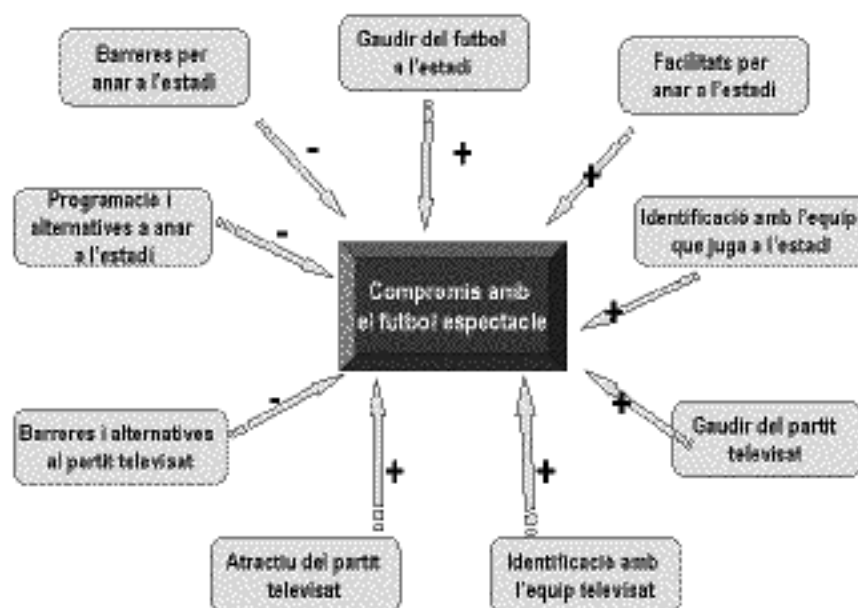 Barreres per
anar a l'estadi
Gaudir del futbol
a l'estadi
Facilitats per
anar a l'estadi
-
+
+
Programació i
alternatives a anar
a l'estadi
-
Identificació amb l'equip
que juga a l'estadi
Compromís amb
el futbol espectacle
+
Barreres i alternatives
al partit televisat
-
+
Gaudir del partit
televisat
+
+
Atractiu del partit
televisat
Identificació amb
l'equip televisat